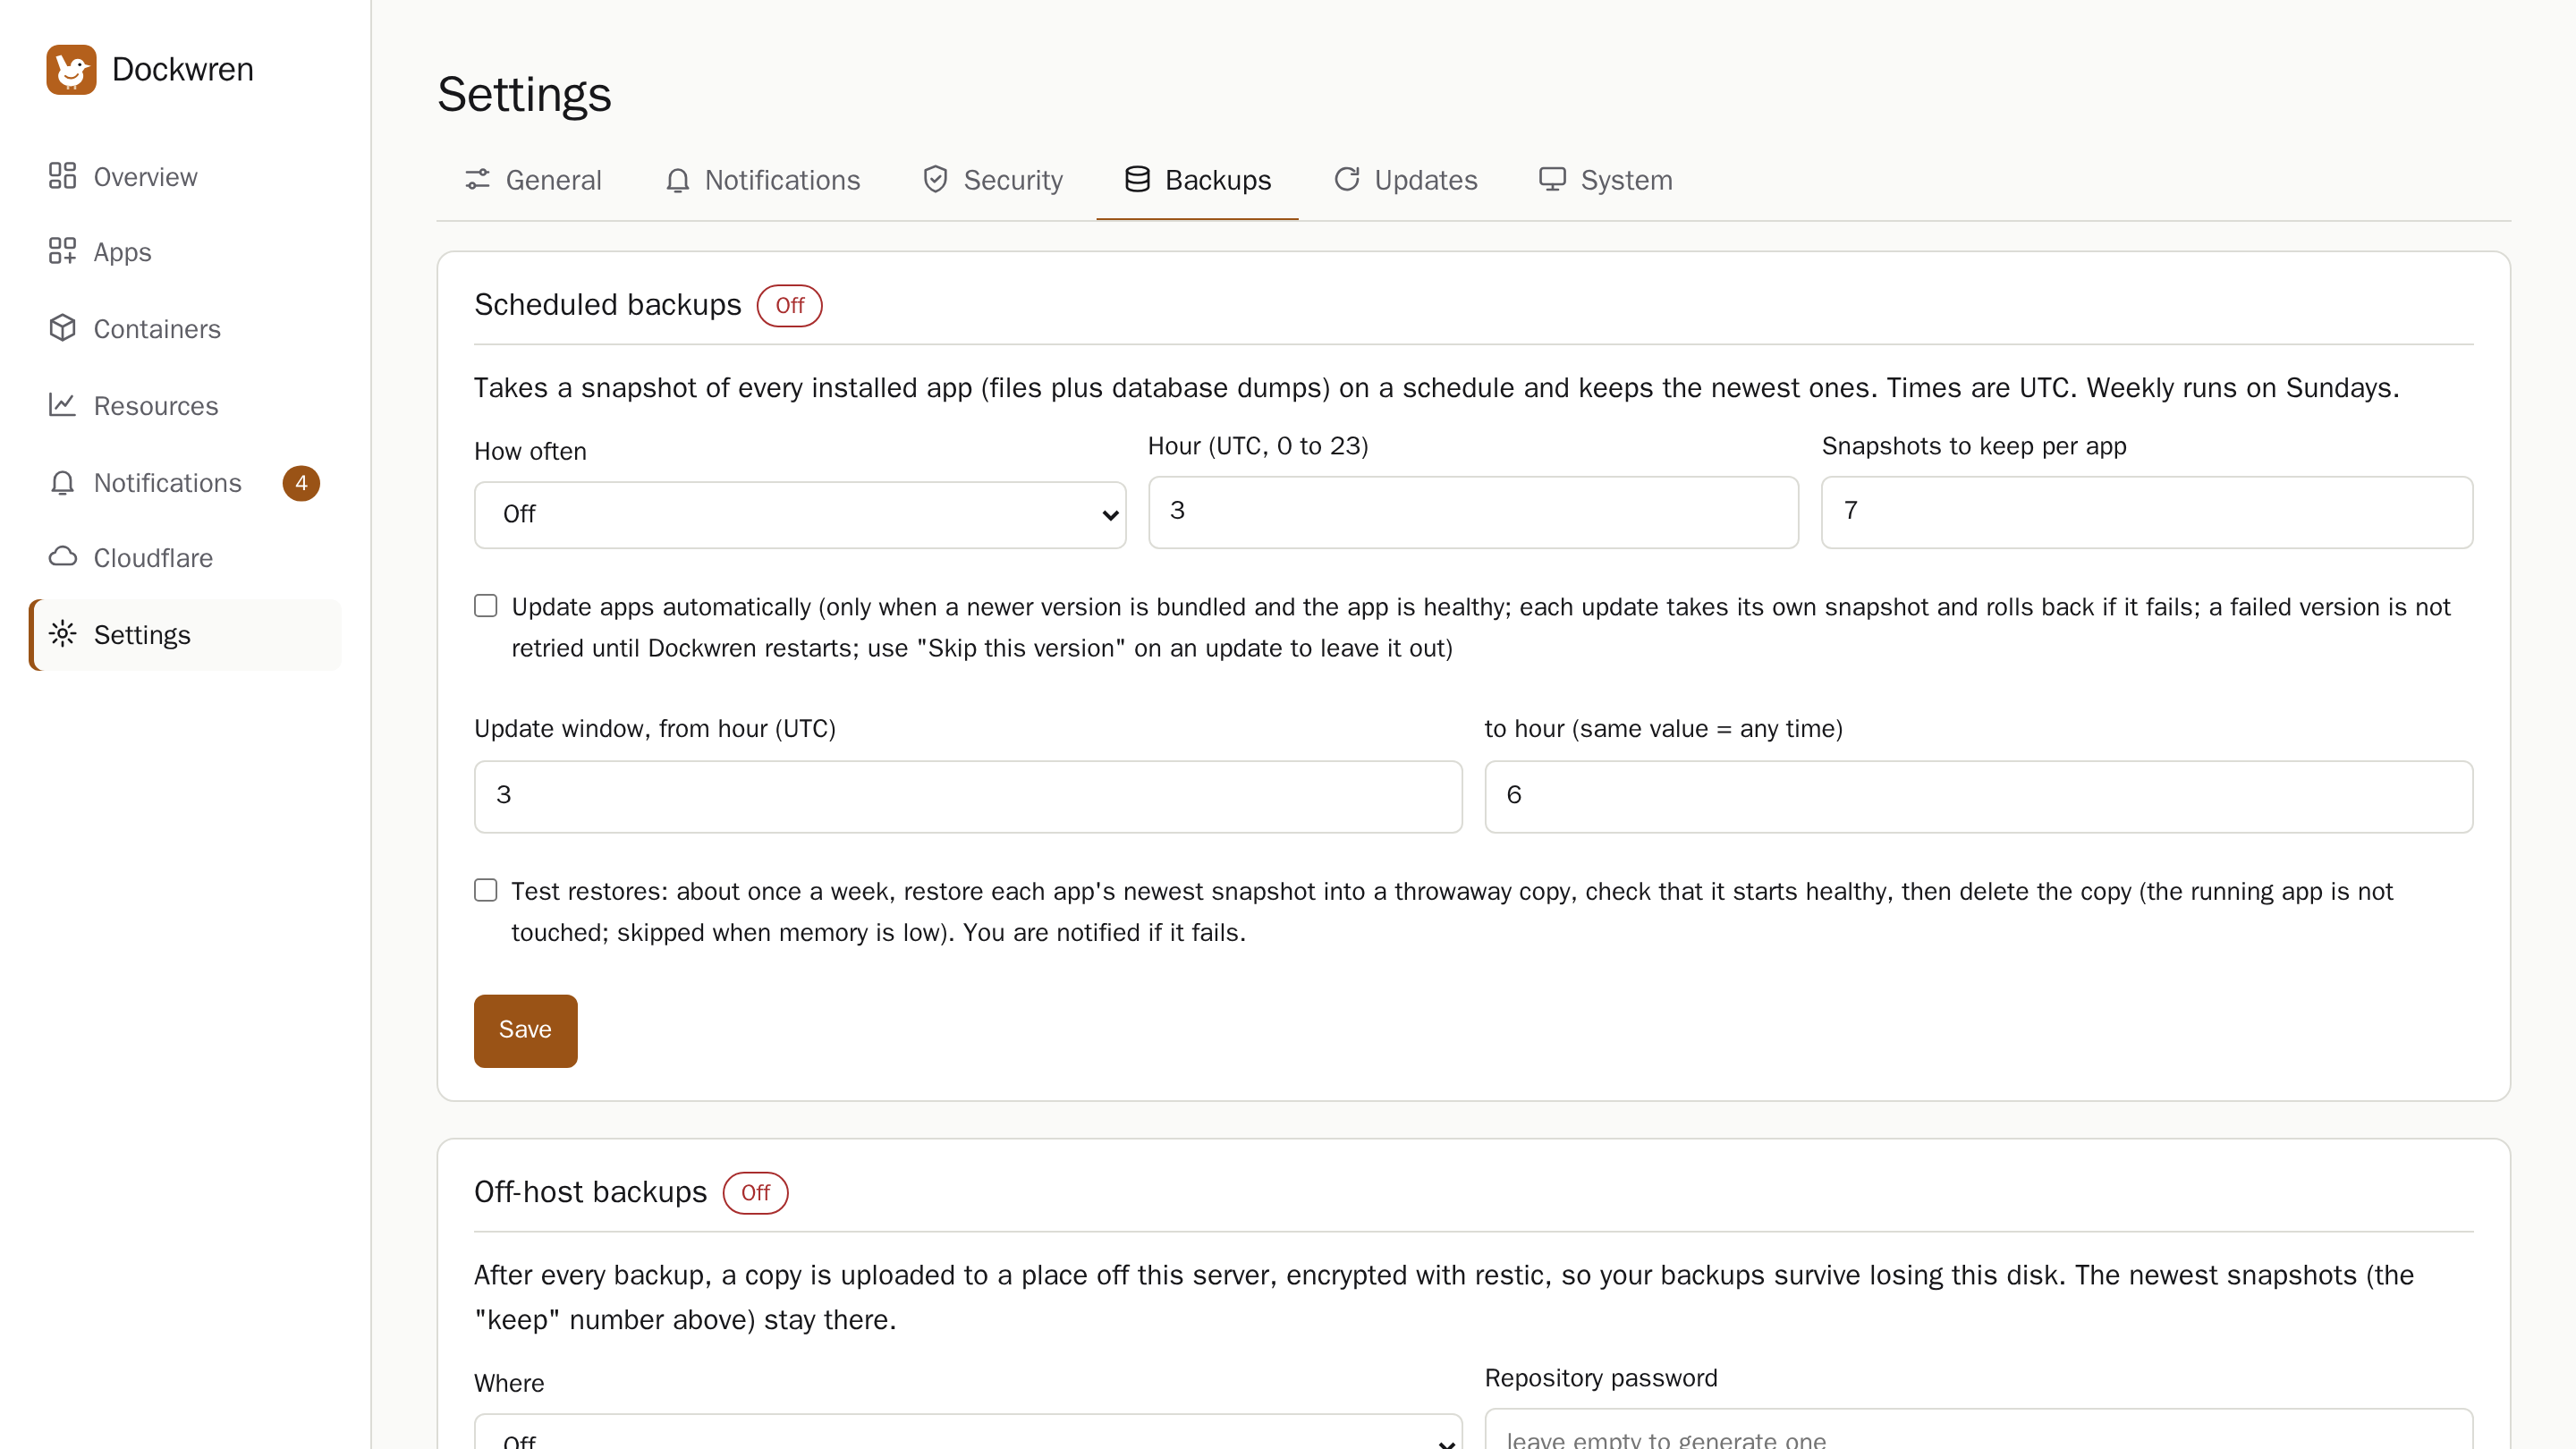 Dockwren
Overview
Apps
Containers
Resources
Notifications 4
Cloudflare
Settings
Settings
General Notifications Security Backups Updates System
Scheduled backups Off
Takes a snapshot of every installed app (files plus database dumps) on a schedule and keeps the newest ones. Times are UTC. Weekly runs on Sundays.
How often Hour (UTC, 0 to 23) Snapshots to keep per app
Off 3 7
Update apps automatically (only when a newer version is bundled and the app is healthy; each update takes its own snapshot and rolls back if it fails; a failed version is not
retried until Dockwren restarts; use "Skip this version" on an update to leave it out)
Update window, from hour (UTC) to hour (same value = any time)
3 6
Test restores: about once a week, restore each app's newest snapshot into a throwaway copy, check that it starts healthy, then delete the copy (the running app is not
touched; skipped when memory is low). You are notified if it fails.
Save
Off-host backups Off
After every backup, a copy is uploaded to a place off this server, encrypted with restic, so your backups survive losing this disk. The newest snapshots (the
"keep" number above) stay there.
Where Repository password
Off leave empty to generate one